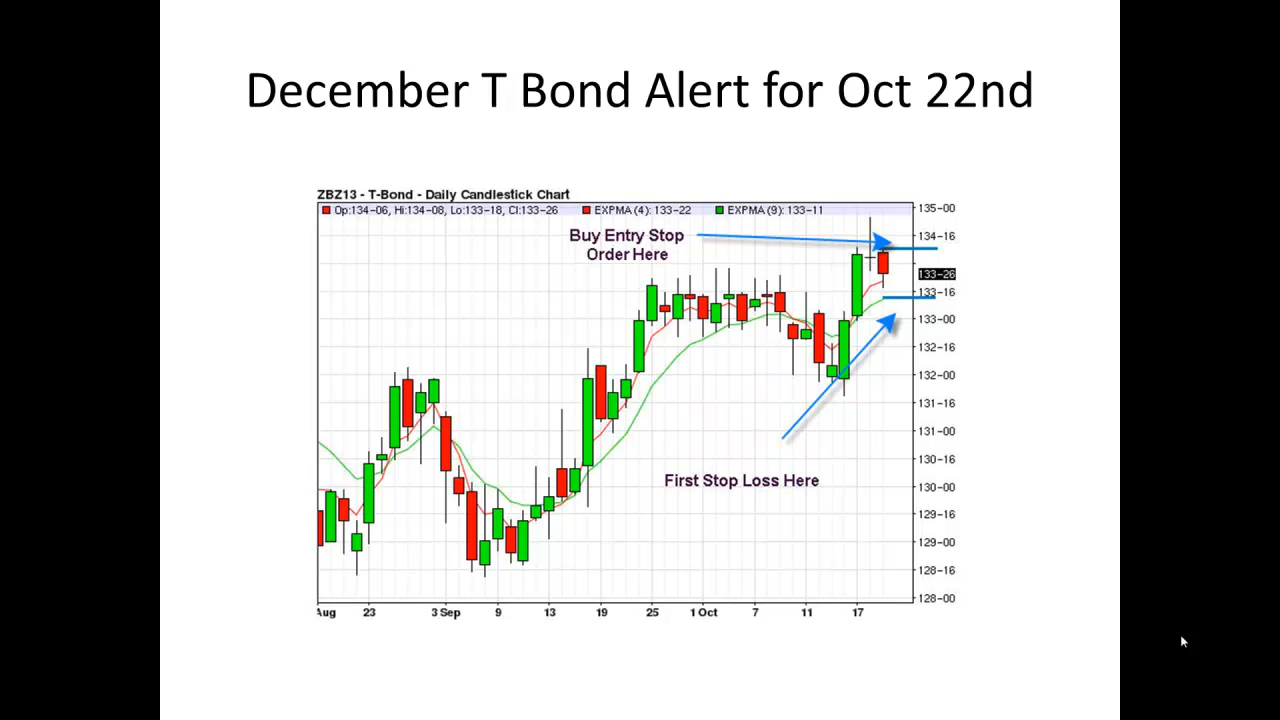 December T Bond Alert for Oct 22nd
ZBZ13 - T-Bond - Daily Candlestick Chart
Op:134-06, Hi:134-08, Lo:133-18, Cl:133-26 EXPMA (4): 133-22 EXPMA (9): 133-11
Buy Entry Stop
Order Here
First Stop Loss Here
135-00
134-16
133-26
133-16
133-00
132-16
132-00
131-16
131-00
130-16
130-00
129-16
129-00
128-16
128-00
Aug 23 3 Sep 9 13 19 25 1 Oct 7 11 17